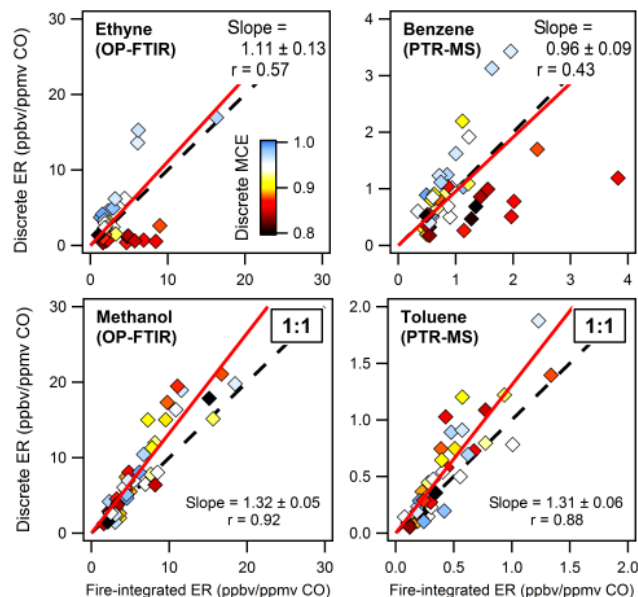 Ethyne
(OP-FTIR)
Slope =
1.11 ± 0.13
r = 0.57
30
20
10
0
0
10
20
30
Discrete ER (ppbv/ppmv CO)
Discrete MCE
1.0
0.9
0.8
Benzene
(PTR-MS)
Slope =
0.96 ± 0.09
r = 0.43
4
3
2
1
0
0
1
2
3
4
Methanol
(OP-FTIR)
1:1
Slope = 1.32 ± 0.05
r = 0.92
30
20
10
0
0
10
20
30
Discrete ER (ppbv/ppmv CO)
Fire-integrated ER (ppbv/ppmv CO)
Toluene
(PTR-MS)
1:1
Slope = 1.31 ± 0.06
r = 0.88
2.0
1.5
1.0
0.5
0.0
0.0
0.5
1.0
1.5
2.0
Fire-integrated ER (ppbv/ppmv CO)